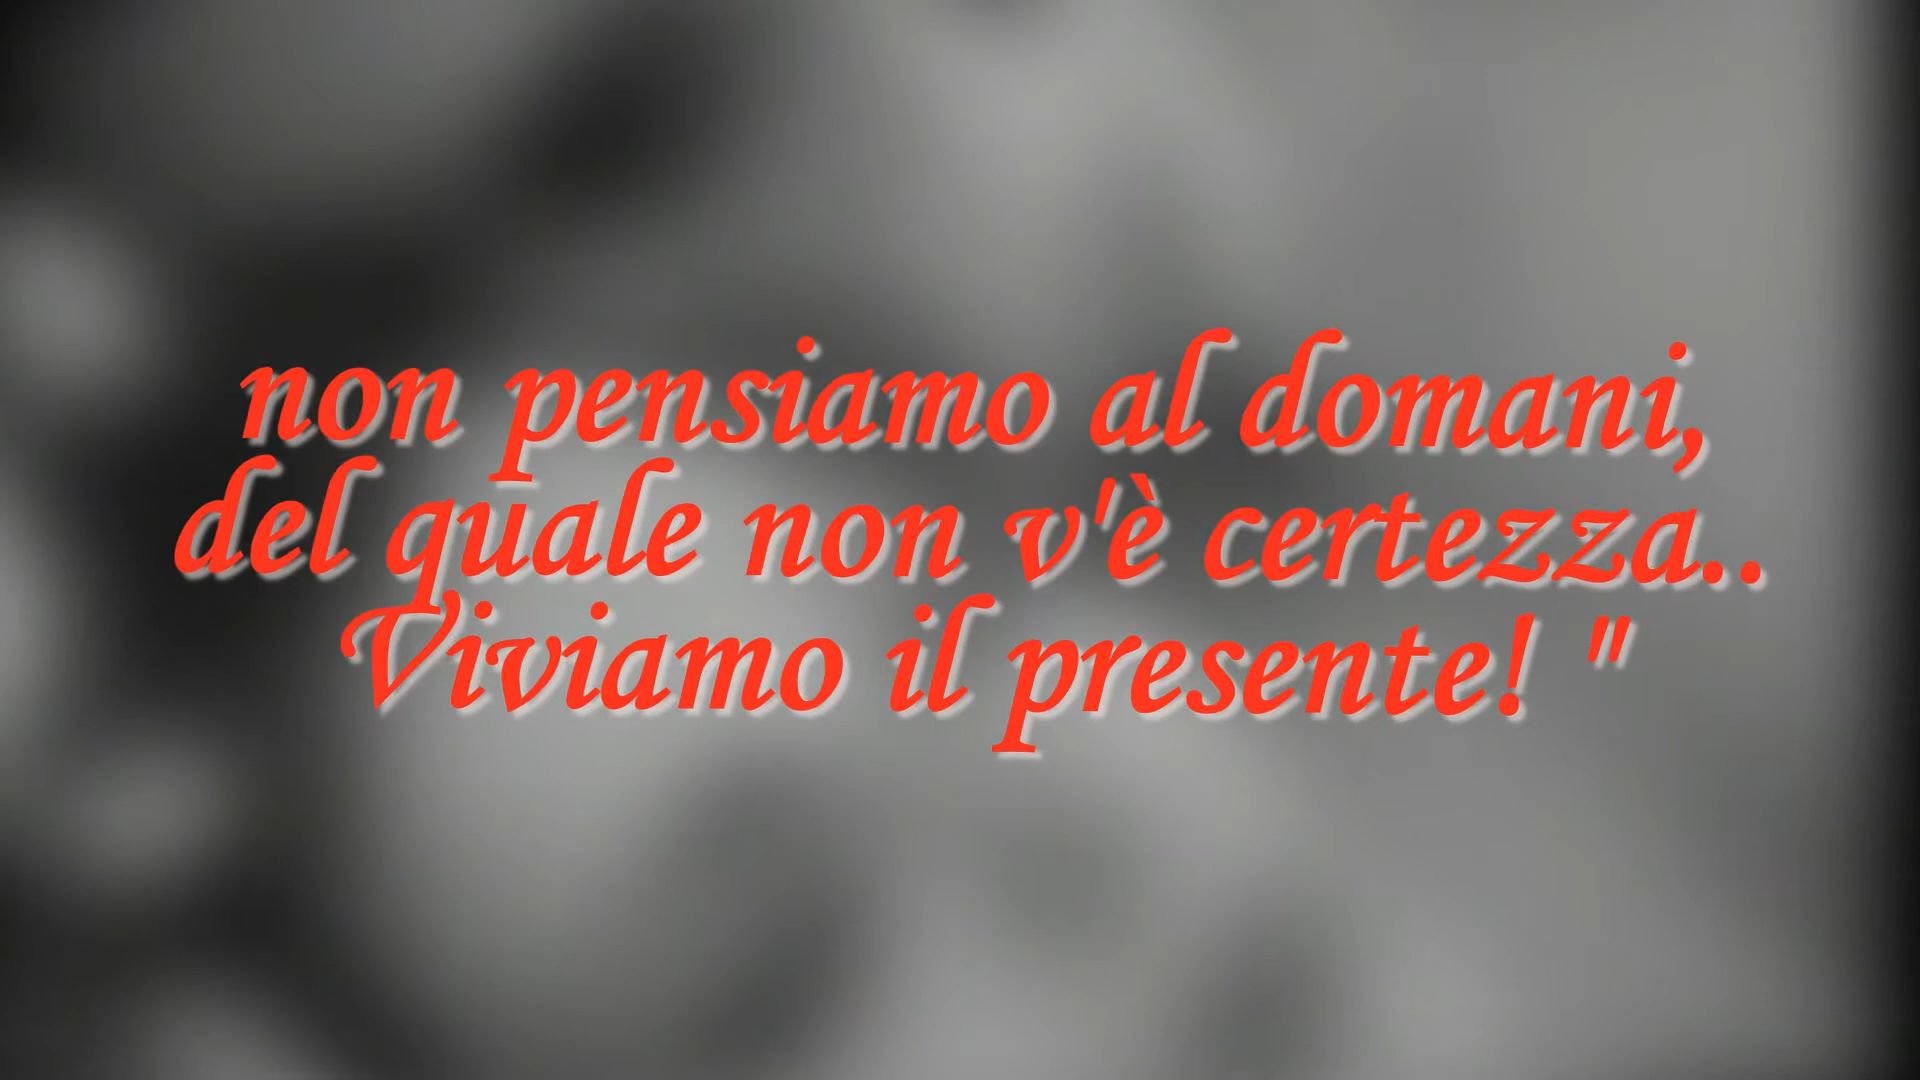 non pensiamo al domani,
del quale non v'è certezza..
Viviamo il presente! "